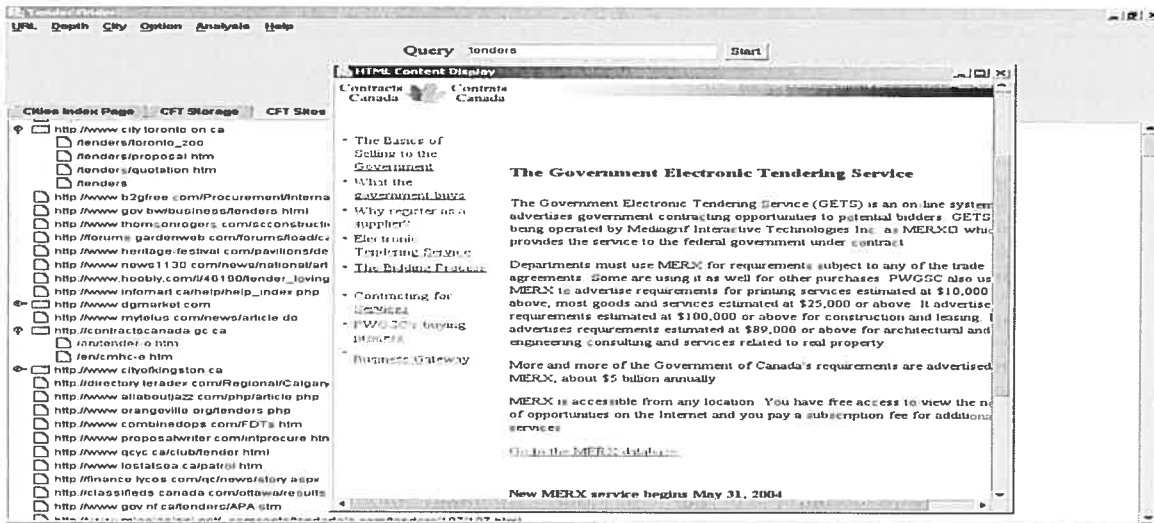 Tender Finder
URL Depth City Option Analysis Help
Query tenders Start
HTML Content Display
Contracts Contrats
Canada Canada
Cities Index Page CFT Storage CFT Sites
http://www city toronto on ca
/tenders/toronto_zoo
/tenders/proposal htm
/tenders/quotation htm
/tenders
http://www b2gfree com/Procurement/Interna
http://www gov bw/business/tenders html
http://www thomsonrogers com/scconstructi
http://forums gardenweb com/forums/load/c
http://www heritage-festival com/pavilions/de
http://www news1130 com/news/national/art
http://www hoobly.com/l/46190/tender_loving
http://www infomart ca/help/help_index php
http://www dgmarket com
http://www mytelus com/news/article do
http://contractscanada gc ca
/en/tender-e htm
/en/cmhc-e htm
http://www cityofkingston ca
http://directory teradex com/Regional/Calgary
http://www allaboutjazz com/php/article php
http://www orangeville org/tenders php
http://www combinedops com/FDTs htm
http://www proposalwriter com/intprocure htm
http://www qcyc ca/club/tender html
http://www lostalsoa ca/patrol htm
http://finance lycos com/qc/news/story aspx
http://classifieds canada com/ottawa/results
http://www gov nf ca/tenders/APA stm
• The Basics of
Selling to the
Government
• What the
government buys
• Why register as a
supplier?
• Electronic
Tendering Service
• The Bidding Process
• Contracting for
Services
• PWGSC's buying
process
• Business Gateway
The Government Electronic Tendering Service
The Government Electronic Tendering Service (GETS) is an on line system
advertises government contracting opportunities to potential bidders GETS
being operated by Mediagrif Interactive Technologies Inc as MERX whic
provides the service to the federal government under contract
Departments must use MERX for requirements subject to any of the trade
agreements. Some are using it as well for other purchases PWGSC also us
MERX to advertise requirements for printing services estimated at $10,000
above, most goods and services estimated at $25,000 or above It advertise
requirements estimated at $100,000 or above for construction and leasing.
advertises requirements estimated at $89,000 or above for architectural and
engineering consulting and services related to real property
More and more of the Government of Canada's requirements are advertised
MERX, about $5 billion annually
MERX is accessible from any location You have free access to view the n
of opportunities on the Internet and you pay a subscription fee for additiona
services
Go to the MERX database
New MERX service begins May 31, 2004